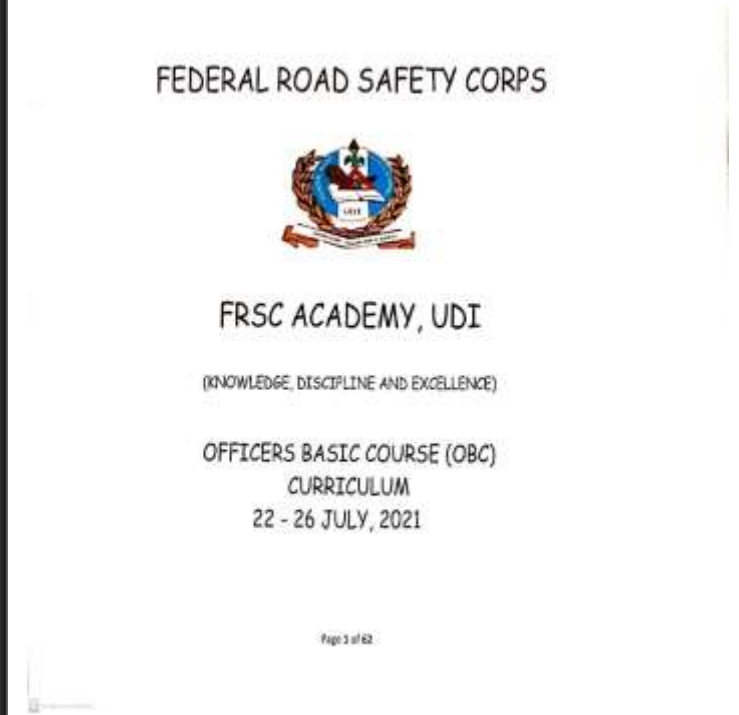 FEDERAL ROAD SAFETY CORPS
FRSC ACADEMY, UDI
(KNOWLEDGE, DISCIPLINE AND EXCELLENCE)
OFFICERS BASIC COURSE (OBC)
CURRICULUM
22 - 26 JULY, 2021
Page 1 of 62